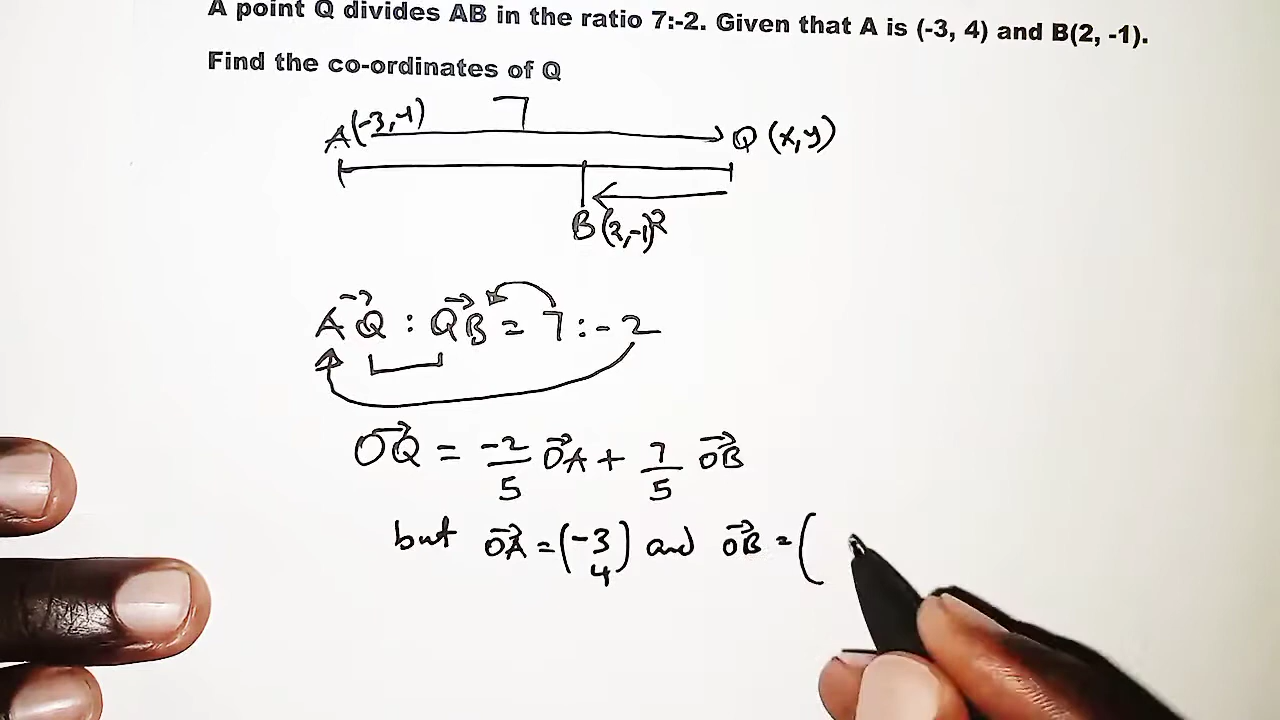 A point Q divides AB in the ratio 7:-2. Given that A is (-3, 4) and B(2, -1).
Find the co-ordinates of Q
7
A(-3,4) Q (x,y)
B(2,-1) 2
AQ : QB = 7:-2
OQ = -2/5 OA + 7/5 OB
but OA = (-3 4) and OB = (